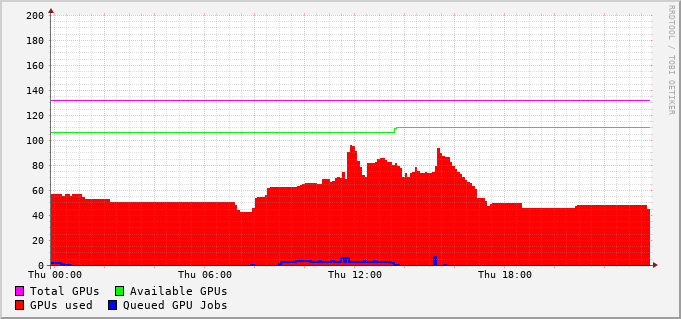 200
180
160
140
120
100
80
60
40
20
0
Thu 00:00 Thu 06:00 Thu 12:00 Thu 18:00
Total GPUs Available GPUs
GPUs used Queued GPU Jobs
RRDTOOL / TOBI OETIKER